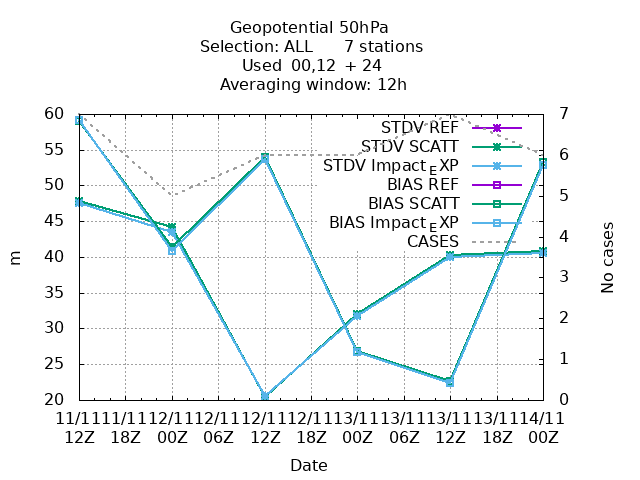 Geopotential 50hPa
Selection: ALL 7 stations
Used 00,12 + 24
Averaging window: 12h
60
55
50
45
40
35
30
25
20
7
6
5
4
3
2
1
0
m
No cases
STDV REF
STDV SCATT
STDV Impact_EXP
BIAS REF
BIAS SCATT
BIAS Impact_EXP
CASES
11/11 11/11 12/11 12/11 12/11 12/11 13/11 13/11 13/11 13/11 14/11
12Z 18Z 00Z 06Z 12Z 18Z 00Z 06Z 12Z 18Z 00Z
Date